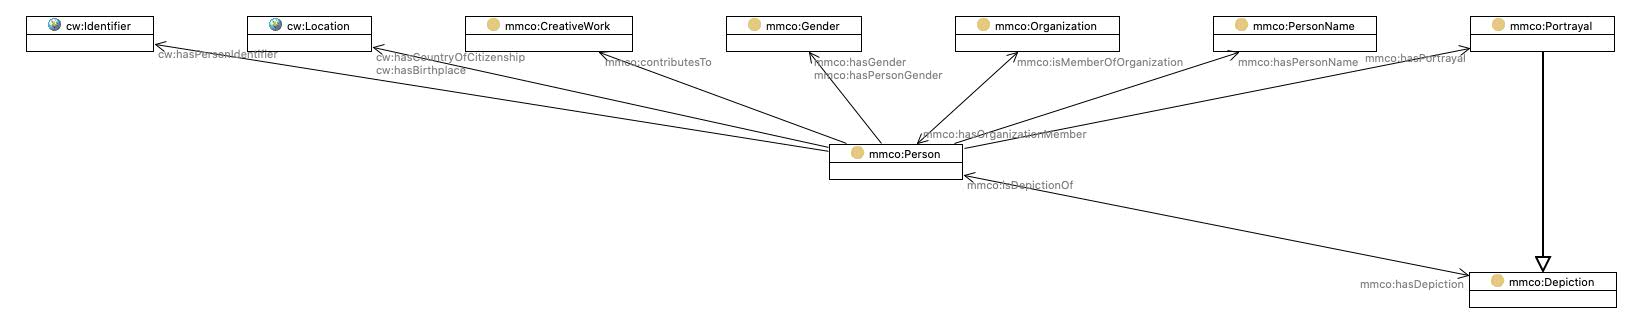 cw:Identifier
cw:Location
mmco:CreativeWork
mmco:Gender
mmco:Organization
mmco:PersonName
mmco:Portrayal
cw:hasPersonIdentifier
cw:hasCountryOfCitizenship
cw:hasBirthplace
mmco:contributesTo
mmco:hasGender
mmco:hasPersonGender
mmco:isMemberOfOrganization
mmco:hasPersonName
mmco:hasPortrayal
mmco:hasOrganizationMember
mmco:Person
mmco:isDepictionOf
mmco:hasDepiction
mmco:Depiction